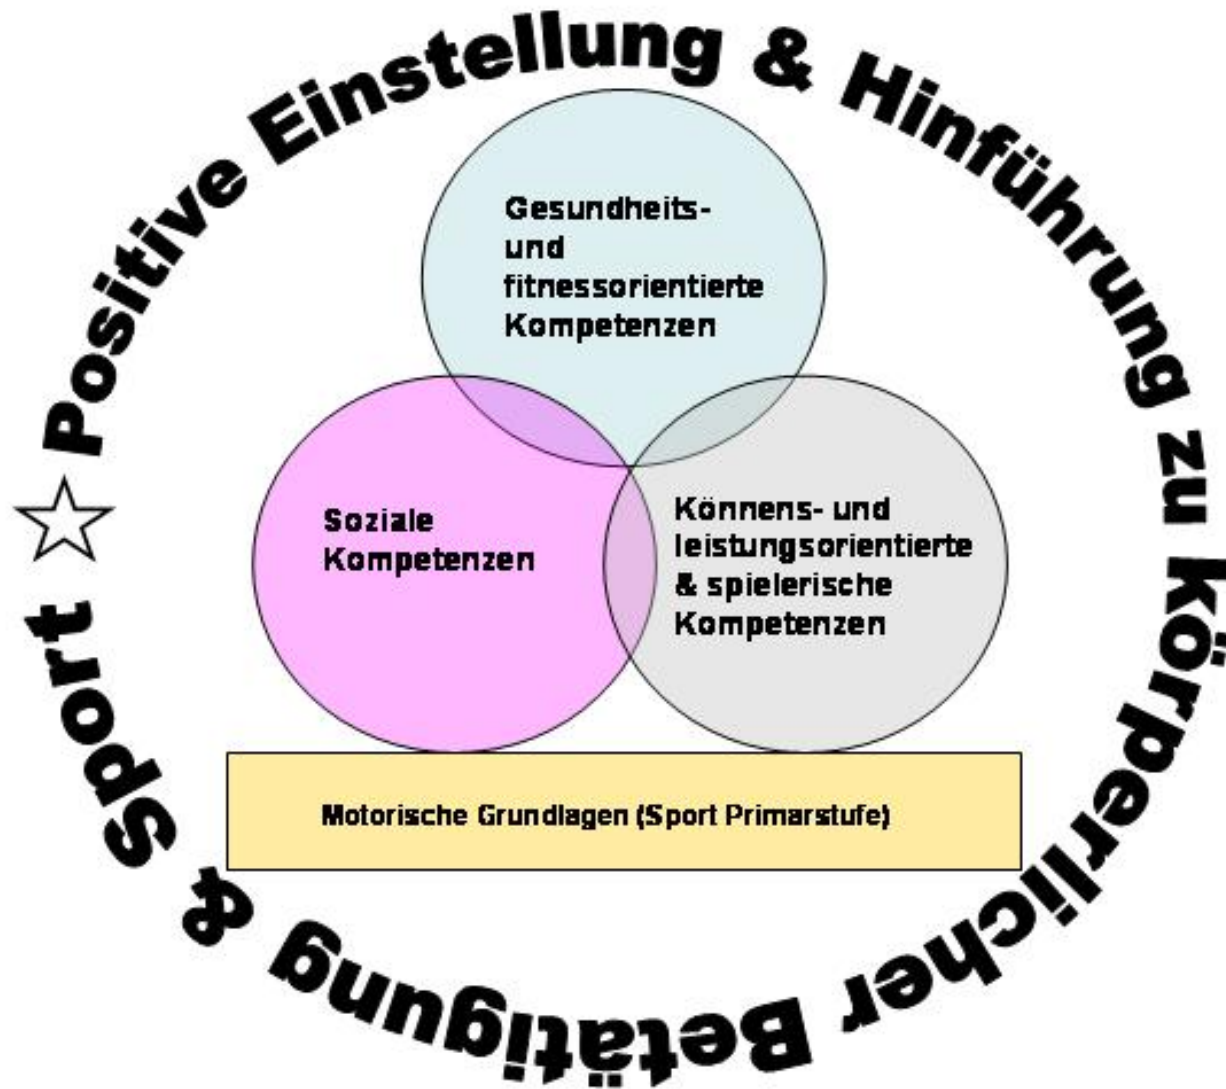 Positive Einstellung & Hinführung zu körperlicher Betätigung & Sport
Gesundheits-
und
fitnessorientierte
Kompetenzen
Soziale
Kompetenzen
Könnens- und
leistungsorientierte
& spielerische
Kompetenzen
Motorische Grundlagen (Sport Primarstufe)